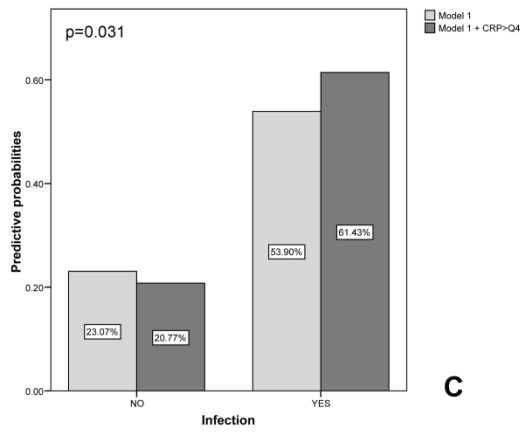 p=0.031
Model 1
Model 1 + CRP>Q4
Predictive probabilities
0.60
0.40
0.20
0.00
23.07%
20.77%
53.90%
61.43%
NO
YES
Infection
C